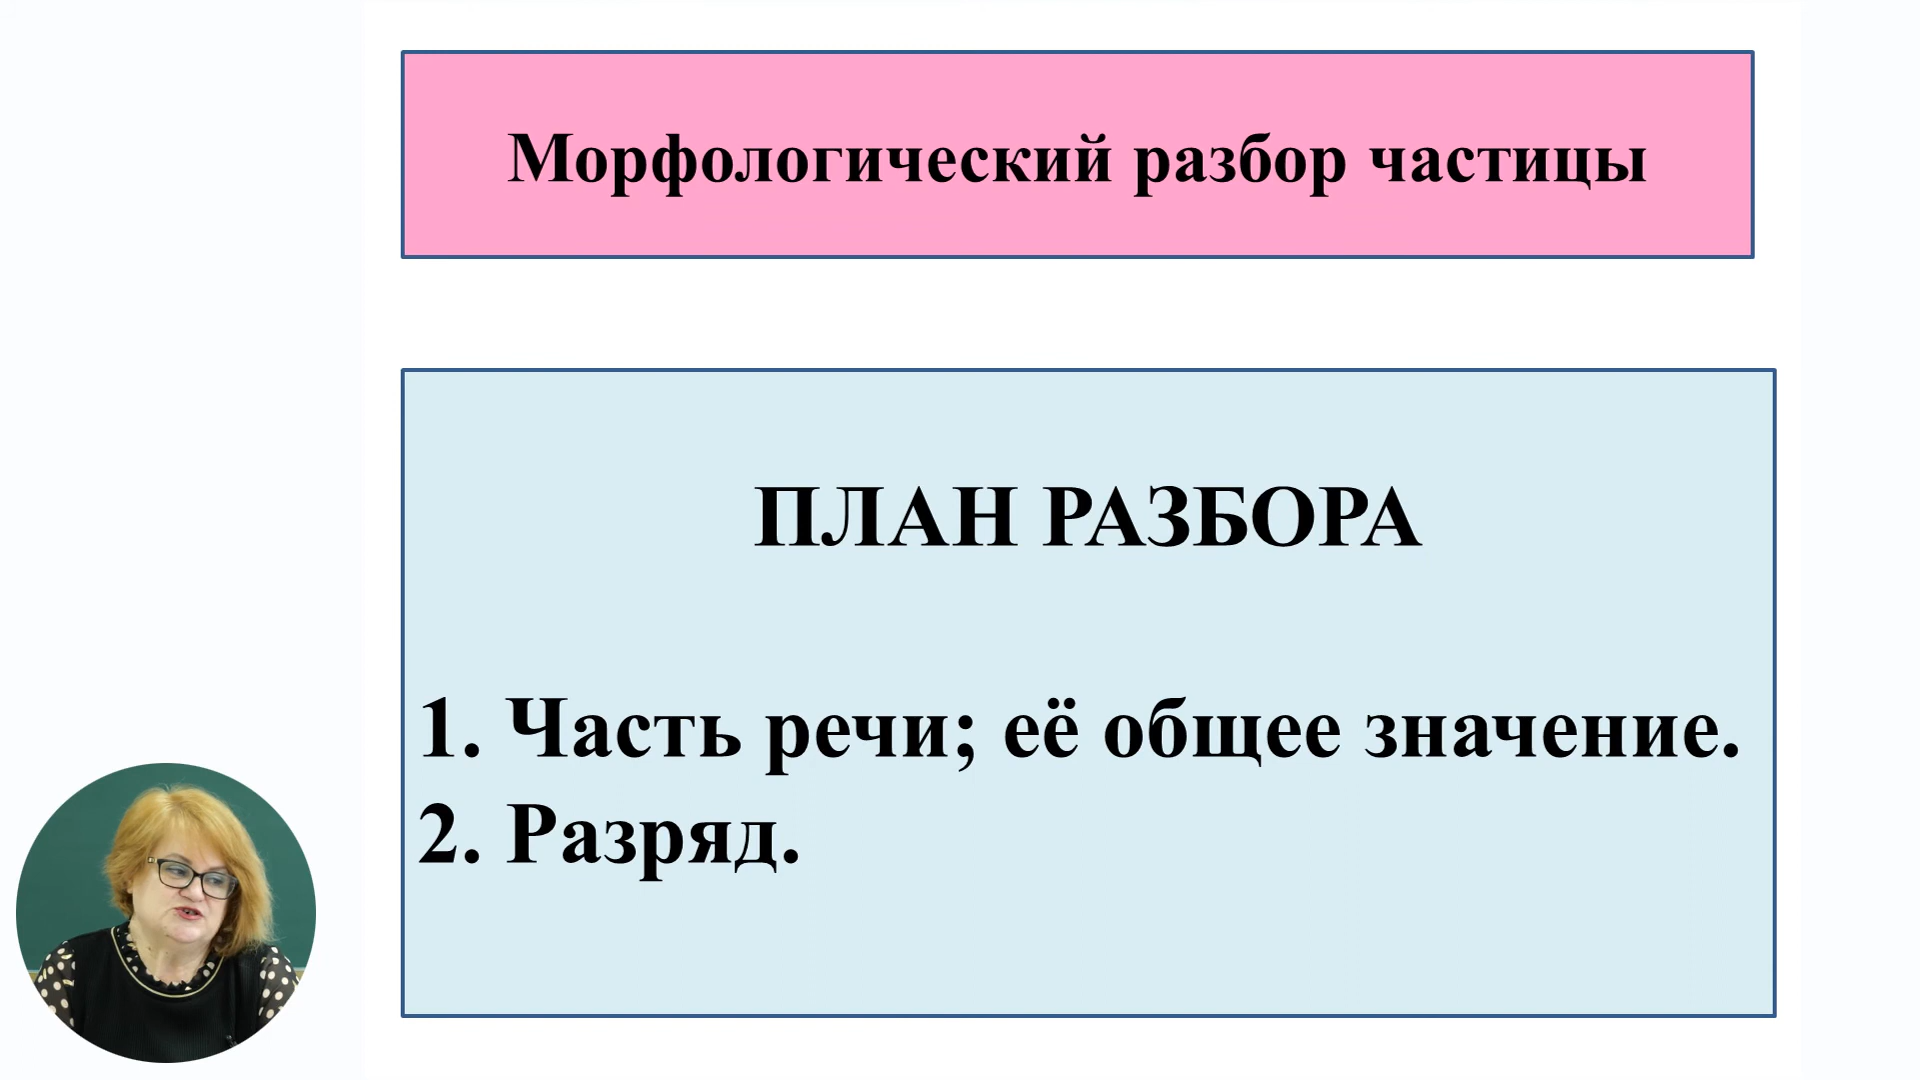 Морфологический разбор частицы
ПЛАН РАЗБОРА
1. Часть речи; её общее значение.
2. Разряд.